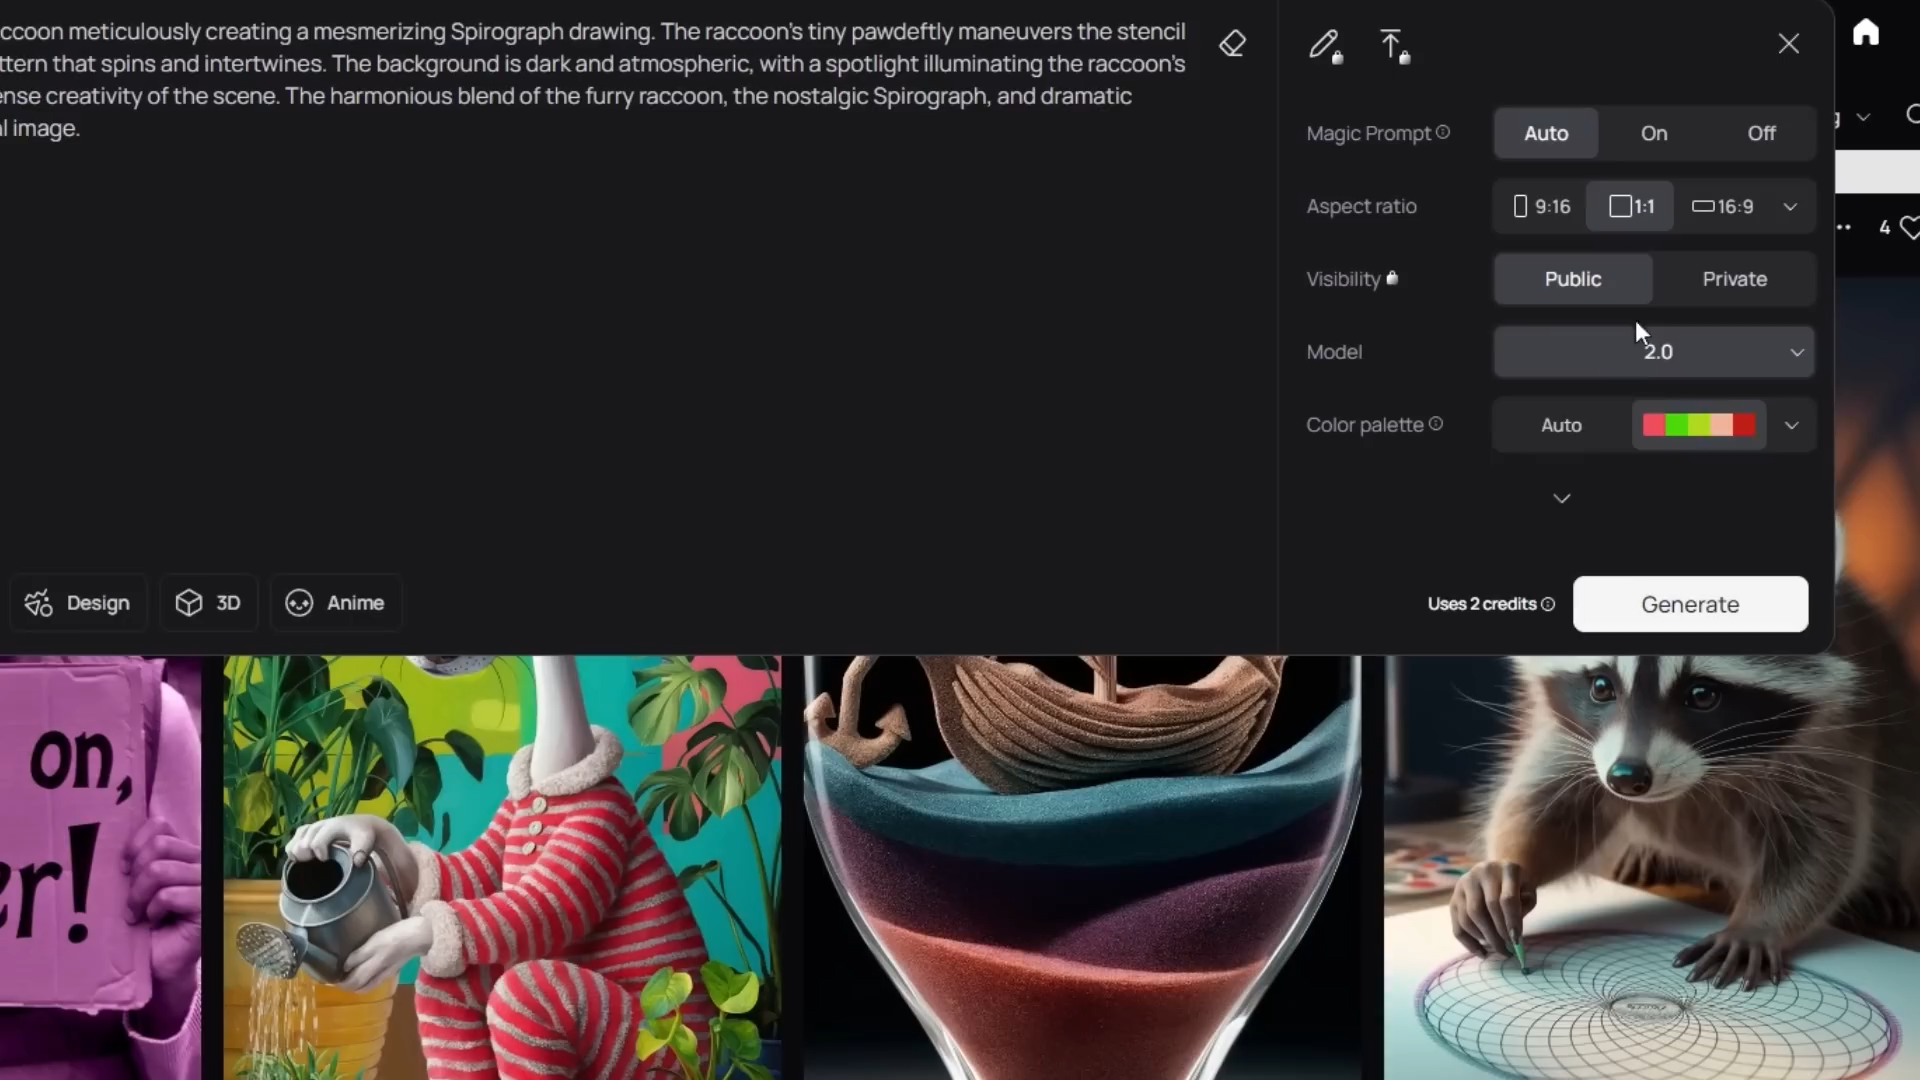 ccoon meticulously creating a mesmerizing Spirograph drawing. The raccoon's tiny pawdeftly maneuvers the stencil
ttern that spins and intertwines. The background is dark and atmospheric, with a spotlight illuminating the raccoon's
ense creativity of the scene. The harmonious blend of the furry raccoon, the nostalgic Spirograph, and dramatic
l image.
Magic Prompt Auto On Off
Aspect ratio 9:16 1:1 16:9
Visibility Public Private
Model 2.0
Color palette Auto
g
4
Design 3D Anime
Uses 2 credits Generate
on,
er!